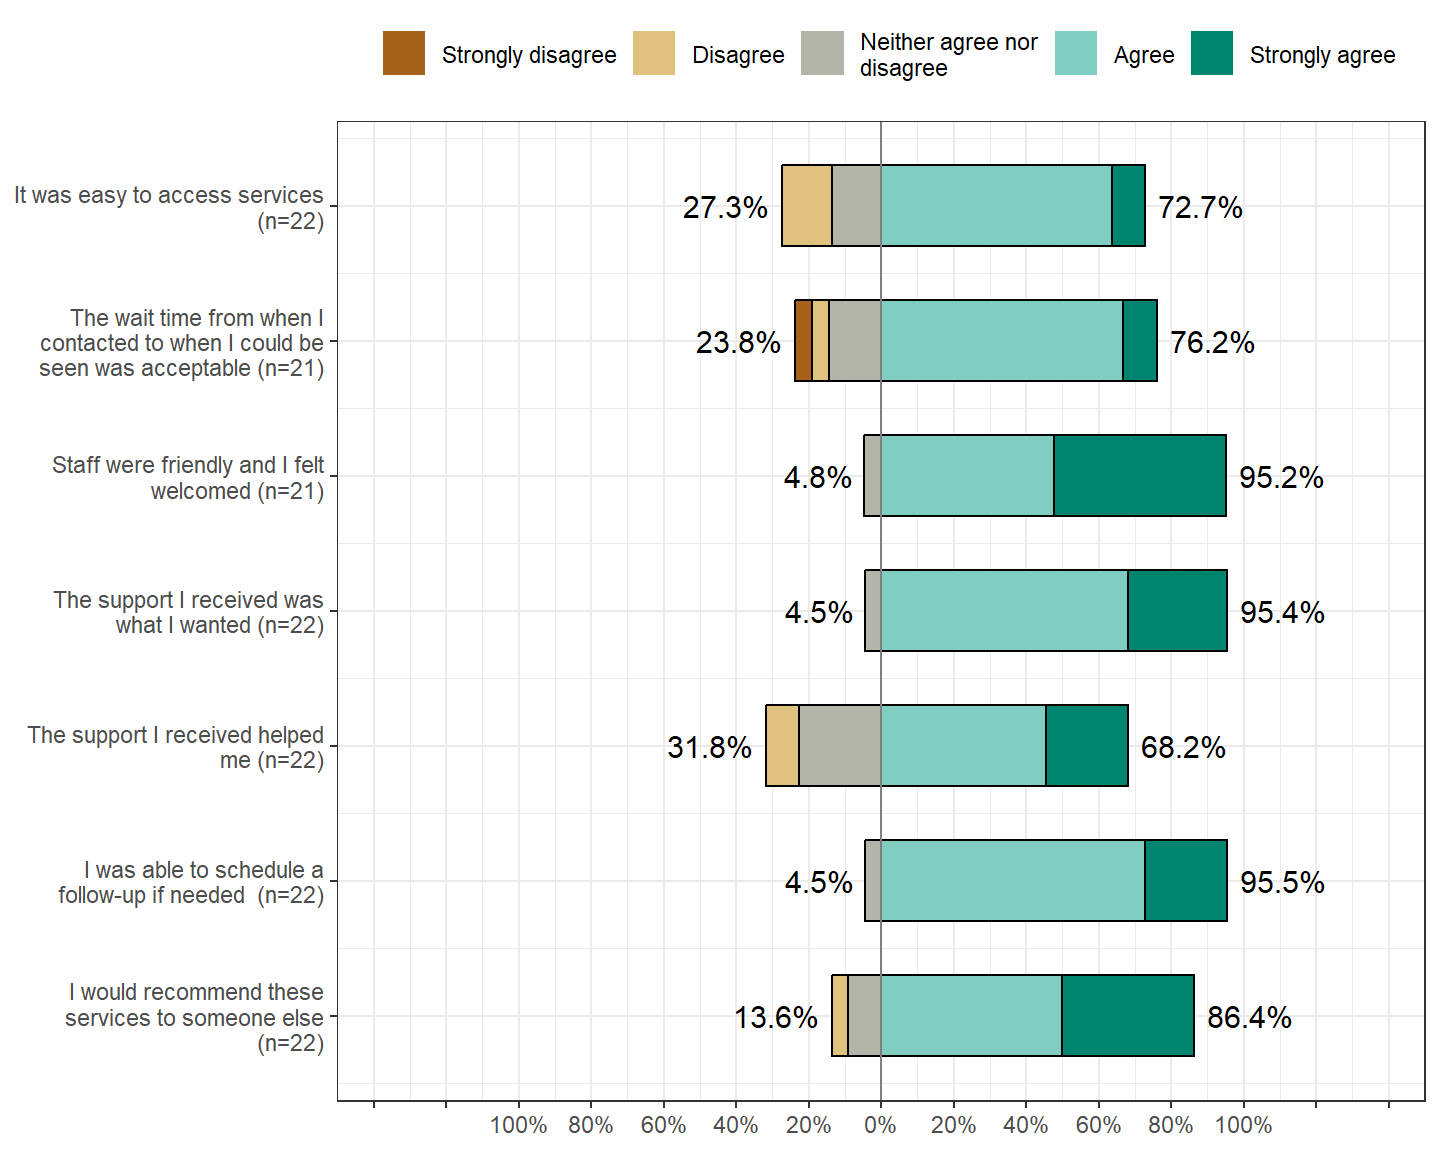 Strongly disagree
Disagree
Neither agree nor
disagree
Agree
Strongly agree
It was easy to access services
(n=22)
27.3%
72.7%
The wait time from when I
contacted to when I could be
seen was acceptable (n=21)
23.8%
76.2%
Staff were friendly and I felt
welcomed (n=21)
4.8%
95.2%
The support I received was
what I wanted (n=22)
4.5%
95.4%
The support I received helped
me (n=22)
31.8%
68.2%
I was able to schedule a
follow-up if needed  (n=22)
4.5%
95.5%
I would recommend these
services to someone else
(n=22)
13.6%
86.4%
100% 80% 60% 40% 20% 0% 20% 40% 60% 80% 100%